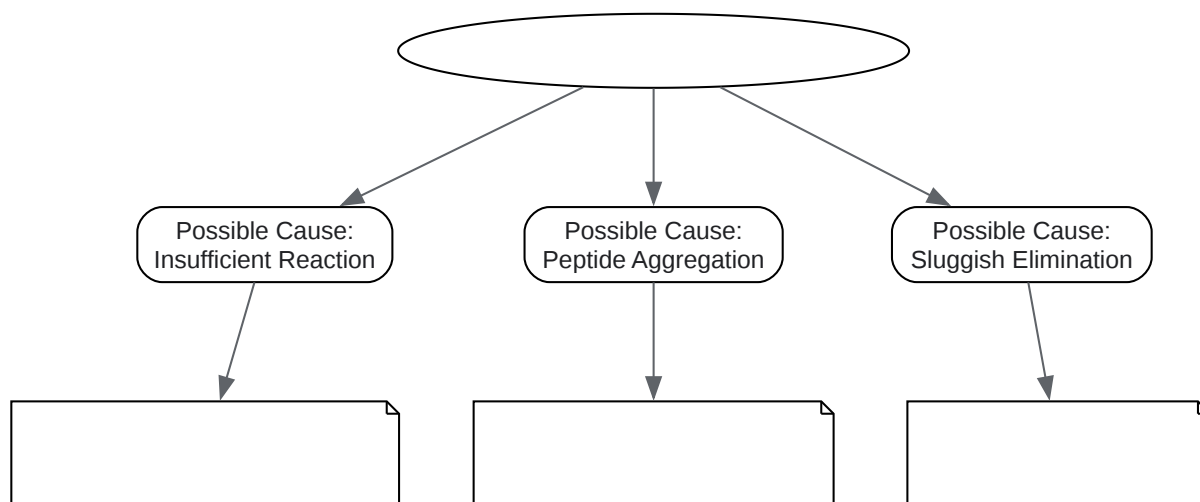 Possible Cause:
Insufficient Reaction
Possible Cause:
Peptide Aggregation
Possible Cause:
Sluggish Elimination